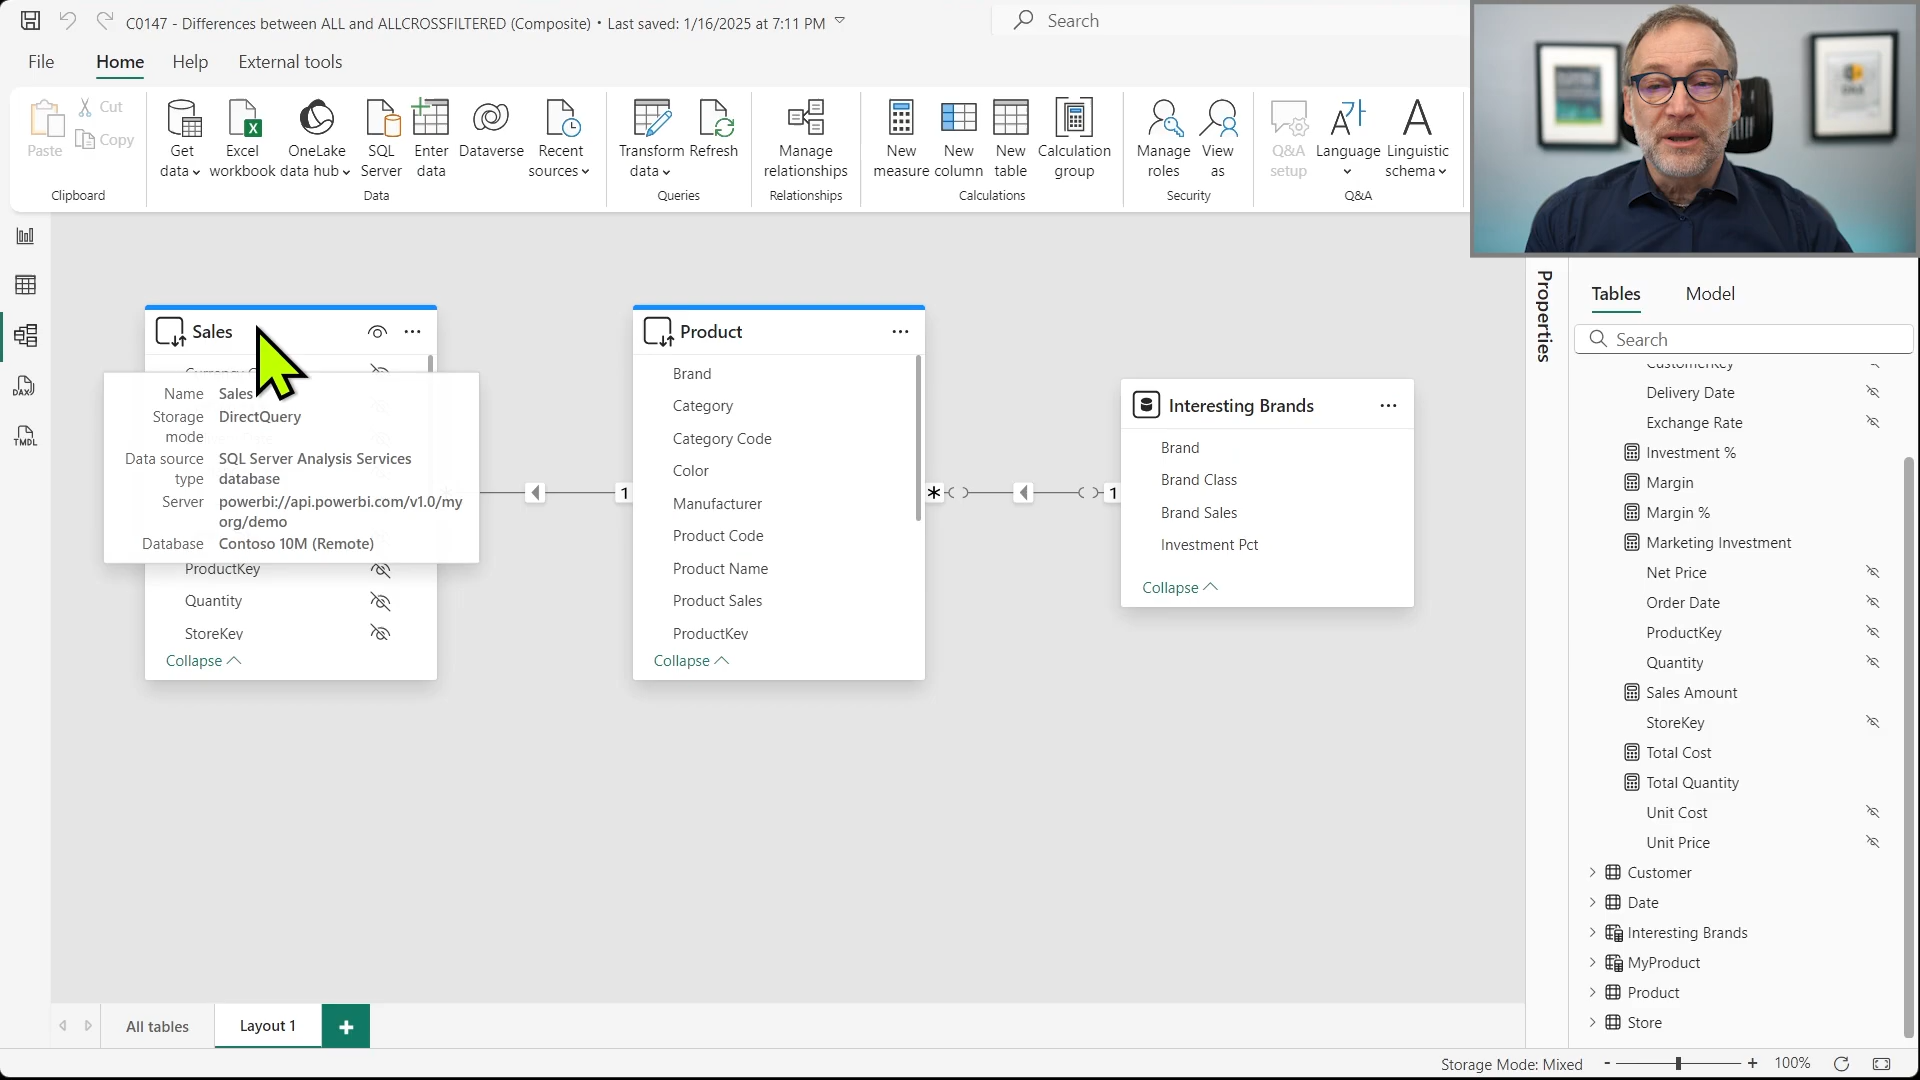 C0147 - Differences between ALL and ALLCROSSFILTERED (Composite) • Last saved: 1/16/2025 at 7:11 PM
Search
File
Home
Help
External tools
Paste
Cut
Copy
Clipboard
Get data
Excel workbook
OneLake data hub
SQL Server
Enter data
Dataverse
Recent sources
Data
Transform data
Refresh
Queries
Manage relationships
Relationships
New measure
New column
New table
Calculation group
Calculations
Manage roles
View as
Security
Q&A setup
Language
Linguistic schema
Q&A
DAX
TMDL
Sales
Name Sales
Storage mode DirectQuery
Data source type SQL Server Analysis Services database
Server powerbi://api.powerbi.com/v1.0/my
org/demo
Database Contoso 10M (Remote)
ProductKey
Quantity
StoreKey
Collapse
1
Product
Brand
Category
Category Code
Color
Manufacturer
Product Code
Product Name
Product Sales
ProductKey
Collapse
*
1
Interesting Brands
Brand
Brand Class
Brand Sales
Investment Pct
Collapse
Properties
Tables
Model
Search
CustomerKey
Delivery Date
Exchange Rate
Investment %
Margin
Margin %
Marketing Investment
Net Price
Order Date
ProductKey
Quantity
Sales Amount
StoreKey
Total Cost
Total Quantity
Unit Cost
Unit Price
Customer
Date
Interesting Brands
MyProduct
Product
Store
All tables
Layout 1
+
Storage Mode: Mixed
- + 100%